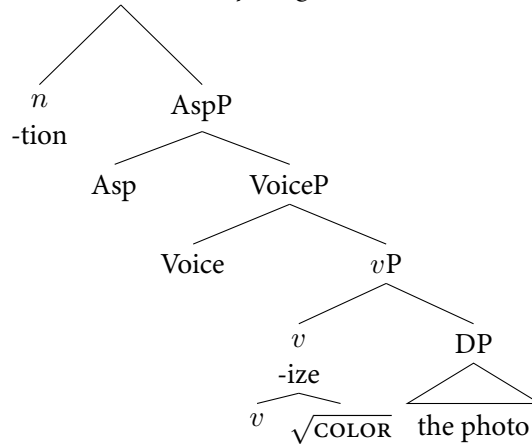 n AspP
-tion
Asp VoiceP
Voice vP
v DP
-ize
v √COLOR the photo